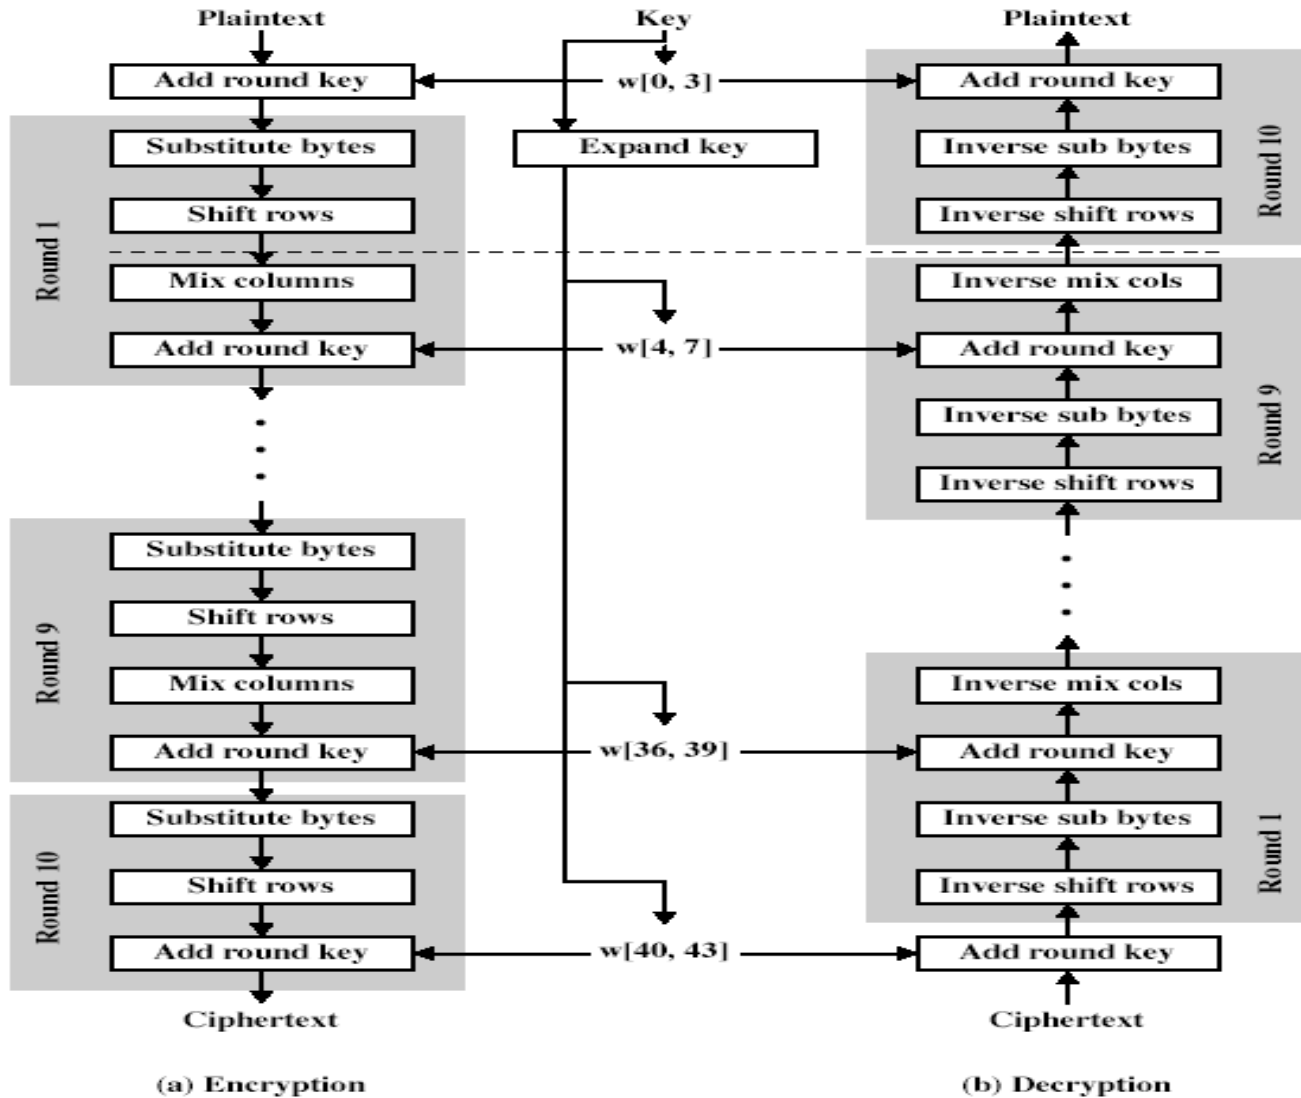 Plaintext
Key
Plaintext
Add round key
w[0, 3]
Add round key
Substitute bytes
Expand key
Inverse sub bytes
Round 10
Shift rows
Inverse shift rows
Round 1
Mix columns
Inverse mix cols
Add round key
w[4, 7]
Add round key
Inverse sub bytes
Round 9
Inverse shift rows
Substitute bytes
Shift rows
Round 9
Mix columns
Inverse mix cols
Add round key
w[36, 39]
Add round key
Substitute bytes
Inverse sub bytes
Round 1
Shift rows
Inverse shift rows
Round 10
Add round key
w[40, 43]
Add round key
Ciphertext
Ciphertext
(a) Encryption
(b) Decryption